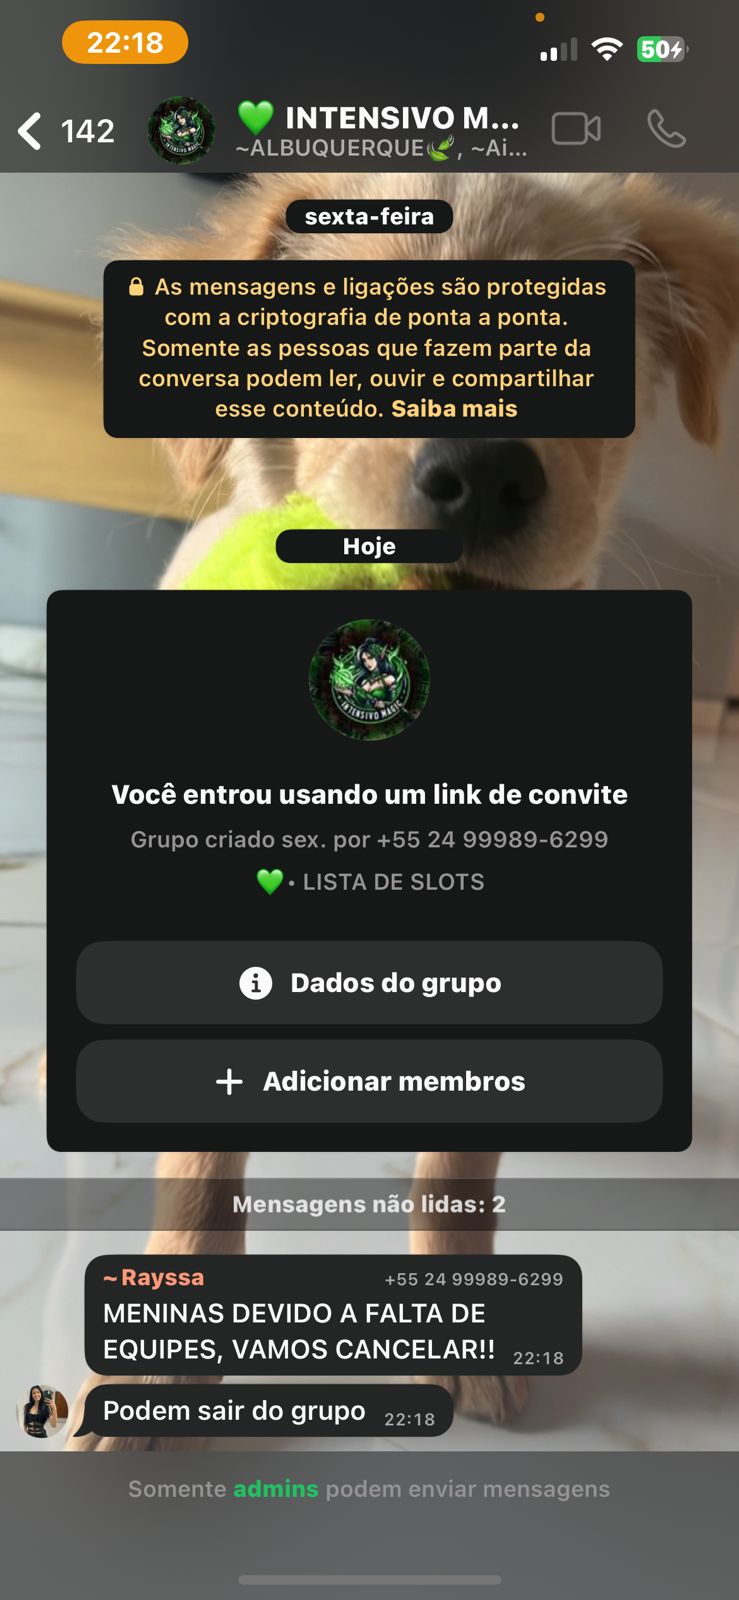 22:18
50
142
💚 INTENSIVO M...
~ALBUQUERQUE🌿, ~Ai...
sexta-feira
🔒 As mensagens e ligações são protegidas
com a criptografia de ponta a ponta.
Somente as pessoas que fazem parte da
conversa podem ler, ouvir e compartilhar
esse conteúdo. Saiba mais
Hoje
INTENSIVO MAGIC
Você entrou usando um link de convite
Grupo criado sex. por +55 24 99989-6299
💚• LISTA DE SLOTS
Dados do grupo
+ Adicionar membros
Mensagens não lidas: 2
~Rayssa +55 24 99989-6299
MENINAS DEVIDO A FALTA DE
EQUIPES, VAMOS CANCELAR!! 22:18
Podem sair do grupo 22:18
Somente admins podem enviar mensagens